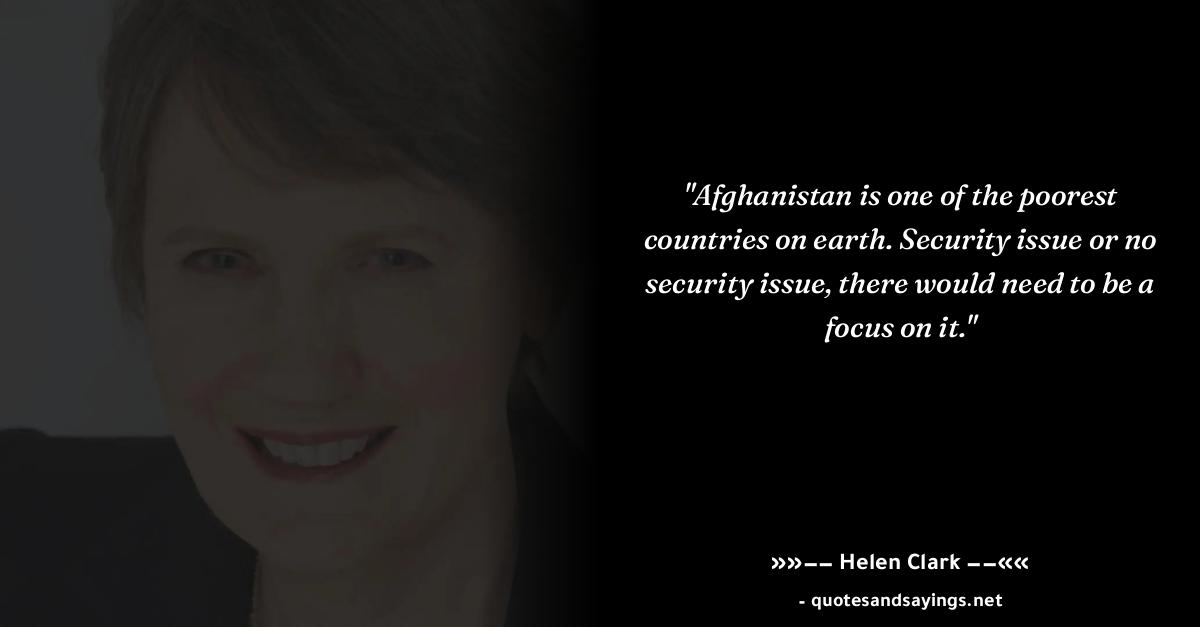 "Afghanistan is one of the poorest
countries on earth. Security issue or no
security issue, there would need to be a
focus on it."
»»−− Helen Clark −−««
- quotesandsayings.net